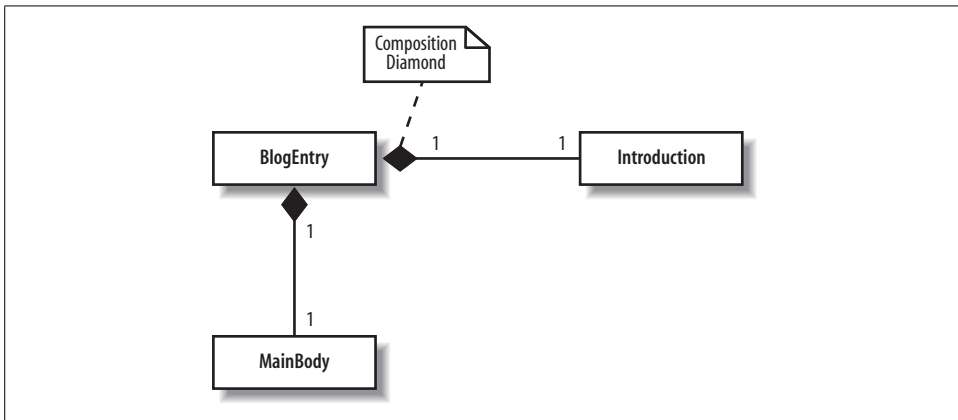 Composition
Diamond
BlogEntry
1
1
Introduction
1
1
MainBody